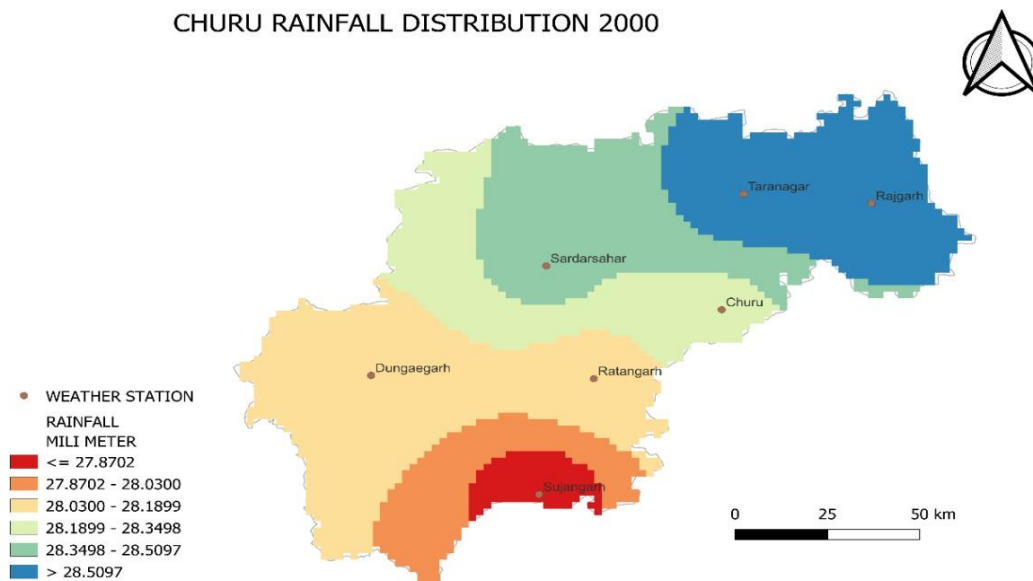 CHURU RAINFALL DISTRIBUTION 2000
Taranagar
Rajgarh
Sardarsahar
Churu
Dungaegarh
Ratangarh
Sujangarh
WEATHER STATION
RAINFALL
MILI METER
<= 27.8702
27.8702 - 28.0300
28.0300 - 28.1899
28.1899 - 28.3498
28.3498 - 28.5097
> 28.5097
0 25 50 km